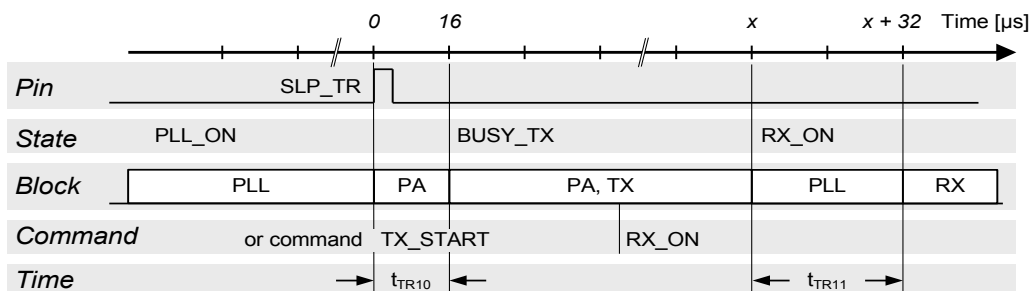 0 16 x x + 32 Time [µs]
Pin SLP_TR
State PLL_ON BUSY_TX RX_ON
Block PLL PA PA, TX PLL RX
Command or command TX_START RX_ON
Time tTR10 tTR11